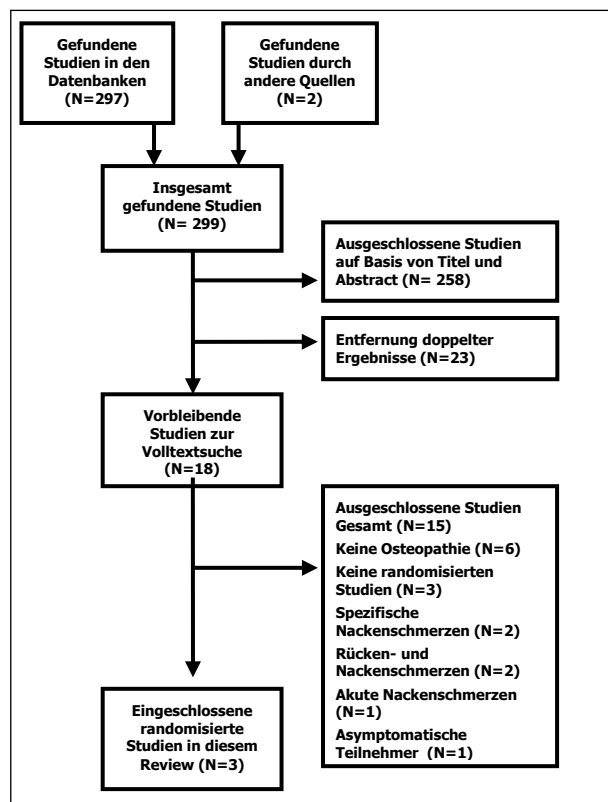 Gefundene
Studien in den
Datenbanken
(N=297)
Gefundene
Studien durch
andere Quellen
(N=2)
Insgesamt
gefundene Studien
(N= 299)
Ausgeschlossene Studien
auf Basis von Titel und
Abstract (N= 258)
Entfernung doppelter
Ergebnisse (N=23)
Vorbleibende
Studien zur
Volltextsuche
(N=18)
Ausgeschlossene Studien
Gesamt (N=15)
Keine Osteopathie (N=6)
Keine randomisierten
Studien (N=3)
Spezifische
Nackenschmerzen (N=2)
Rücken- und
Nackenschmerzen (N=2)
Akute Nackenschmerzen
(N=1)
Asymptomatische
Teilnehmer (N=1)
Eingeschlossene
randomisierte
Studien in diesem
Review (N=3)